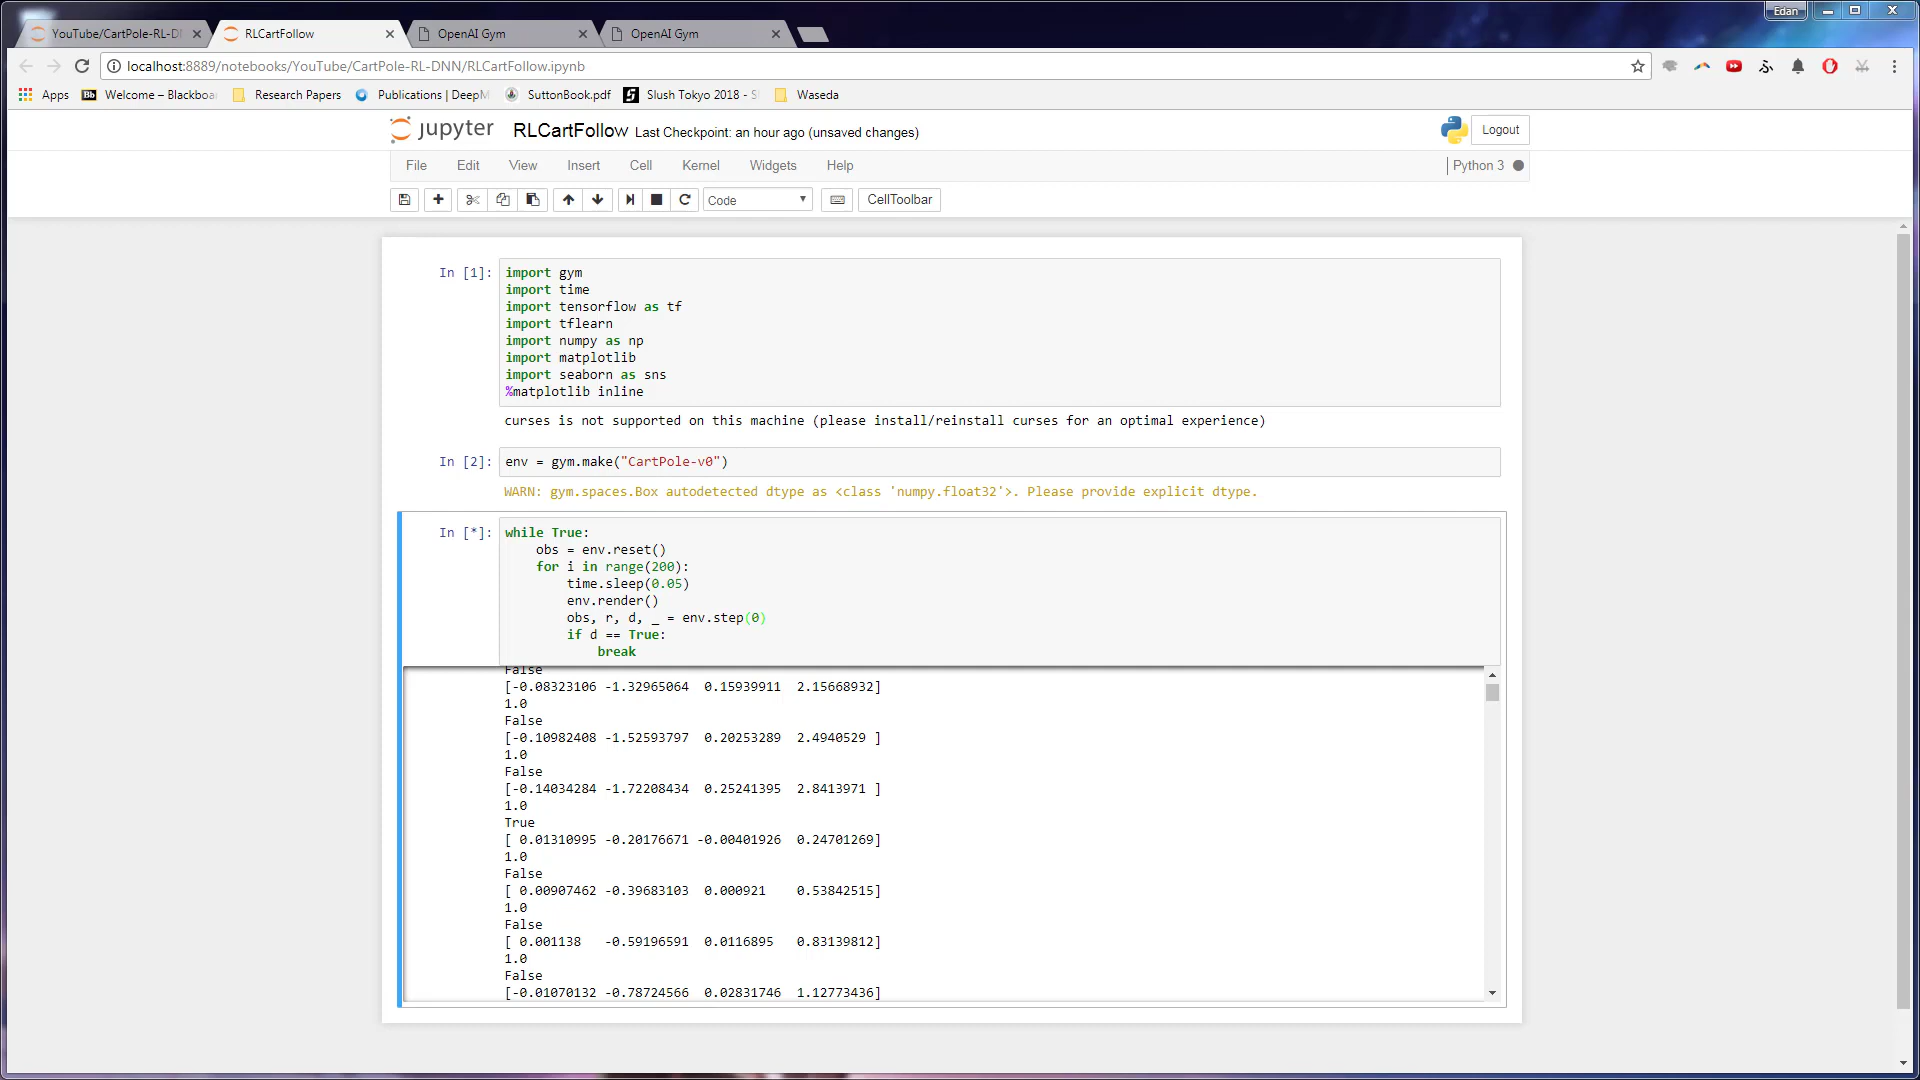 Edan
YouTube/CartPole-RL-D
RLCartFollow
OpenAI Gym
OpenAI Gym
localhost:8889/notebooks/YouTube/CartPole-RL-DNN/RLCartFollow.ipynb
Apps
Bb Welcome – Blackboa
Research Papers
Publications | DeepM
SuttonBook.pdf
Slush Tokyo 2018 - S
Waseda
jupyter RLCartFollow Last Checkpoint: an hour ago (unsaved changes)
Logout
File Edit View Insert Cell Kernel Widgets Help
Python 3
Code
CellToolbar
In [1]: import gym
import time
import tensorflow as tf
import tflearn
import numpy as np
import matplotlib
import seaborn as sns
%matplotlib inline
curses is not supported on this machine (please install/reinstall curses for an optimal experience)
In [2]: env = gym.make("CartPole-v0")
WARN: gym.spaces.Box autodetected dtype as <class 'numpy.float32'>. Please provide explicit dtype.
In [*]: while True:
obs = env.reset()
for i in range(200):
time.sleep(0.05)
env.render()
obs, r, d, _ = env.step(0)
if d == True:
break
False
[-0.08323106 -1.32965064 0.15939911 2.15668932]
1.0
False
[-0.10982408 -1.52593797 0.20253289 2.4940529 ]
1.0
False
[-0.14034284 -1.72208434 0.25241395 2.8413971 ]
1.0
True
[ 0.01310995 -0.20176671 -0.00401926 0.24701269]
1.0
False
[ 0.00907462 -0.39683103 0.000921 0.53842515]
1.0
False
[ 0.001138 -0.59196591 0.0116895 0.83139812]
1.0
False
[-0.01070132 -0.78724566 0.02831746 1.12773436]